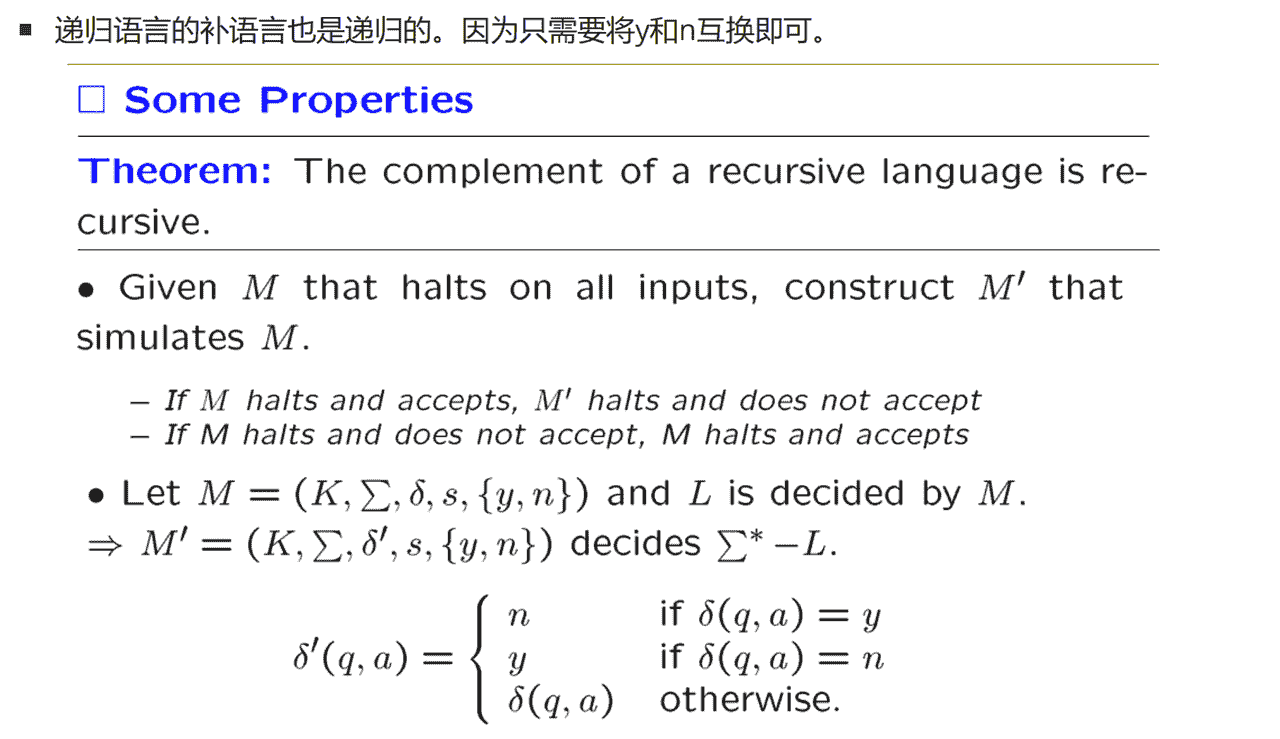 ▪ 递归语言的补语言也是递归的。因为只需要将y和n互换即可。
□ Some Properties
Theorem: The complement of a recursive language is re-
cursive.
• Given M that halts on all inputs, construct M′ that
simulates M.
– If M halts and accepts, M′ halts and does not accept
– If M halts and does not accept, M halts and accepts
• Let M = (K, ∑, δ, s, {y, n}) and L is decided by M.
⇒ M′ = (K, ∑, δ′, s, {y, n}) decides ∑* − L.
δ′(q, a) = { n if δ(q, a) = y
y if δ(q, a) = n
δ(q, a) otherwise.